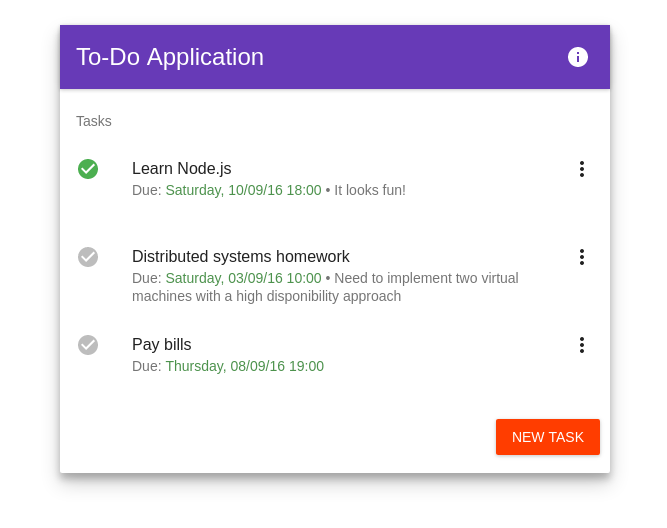 To-Do Application
Tasks
Learn Node.js
Due: Saturday, 10/09/16 18:00 • It looks fun!
Distributed systems homework
Due: Saturday, 03/09/16 10:00 • Need to implement two virtual
machines with a high disponibility approach
Pay bills
Due: Thursday, 08/09/16 19:00
NEW TASK